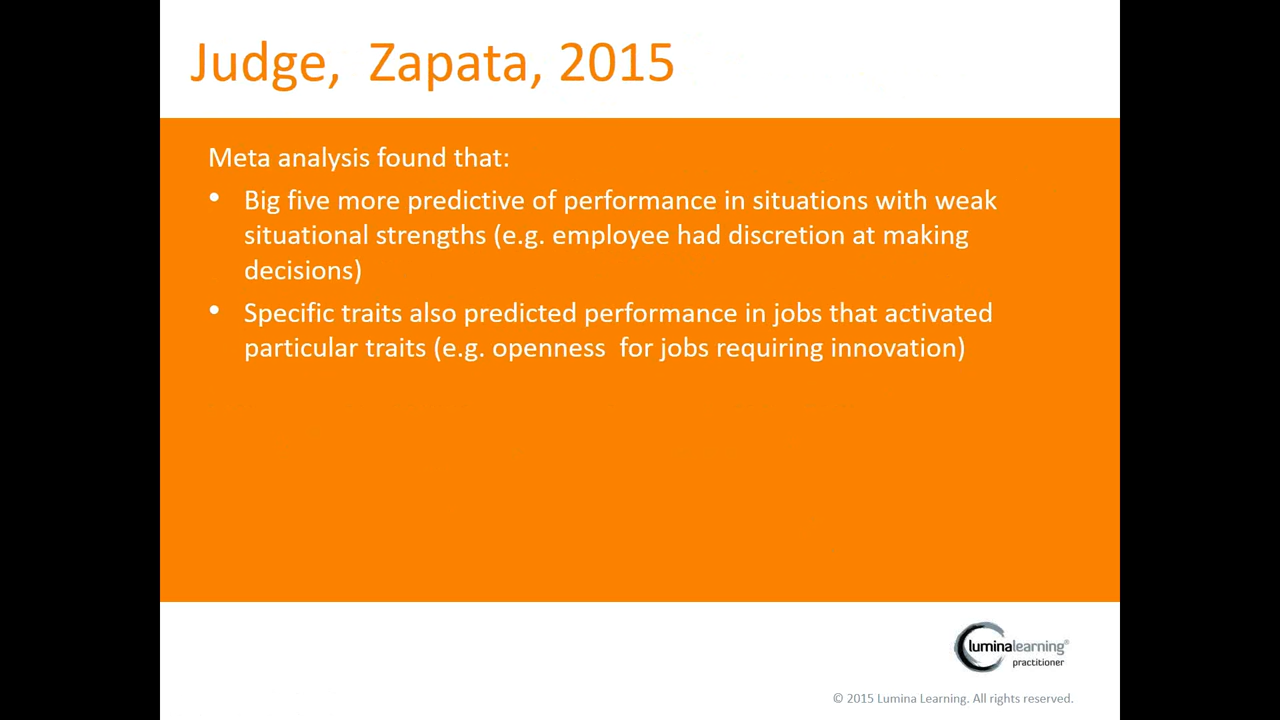 Judge, Zapata, 2015
Meta analysis found that:
• Big five more predictive of performance in situations with weak
situational strengths (e.g. employee had discretion at making
decisions)
• Specific traits also predicted performance in jobs that activated
particular traits (e.g. openness for jobs requiring innovation)
luminalearning®
practitioner
© 2015 Lumina Learning. All rights reserved.